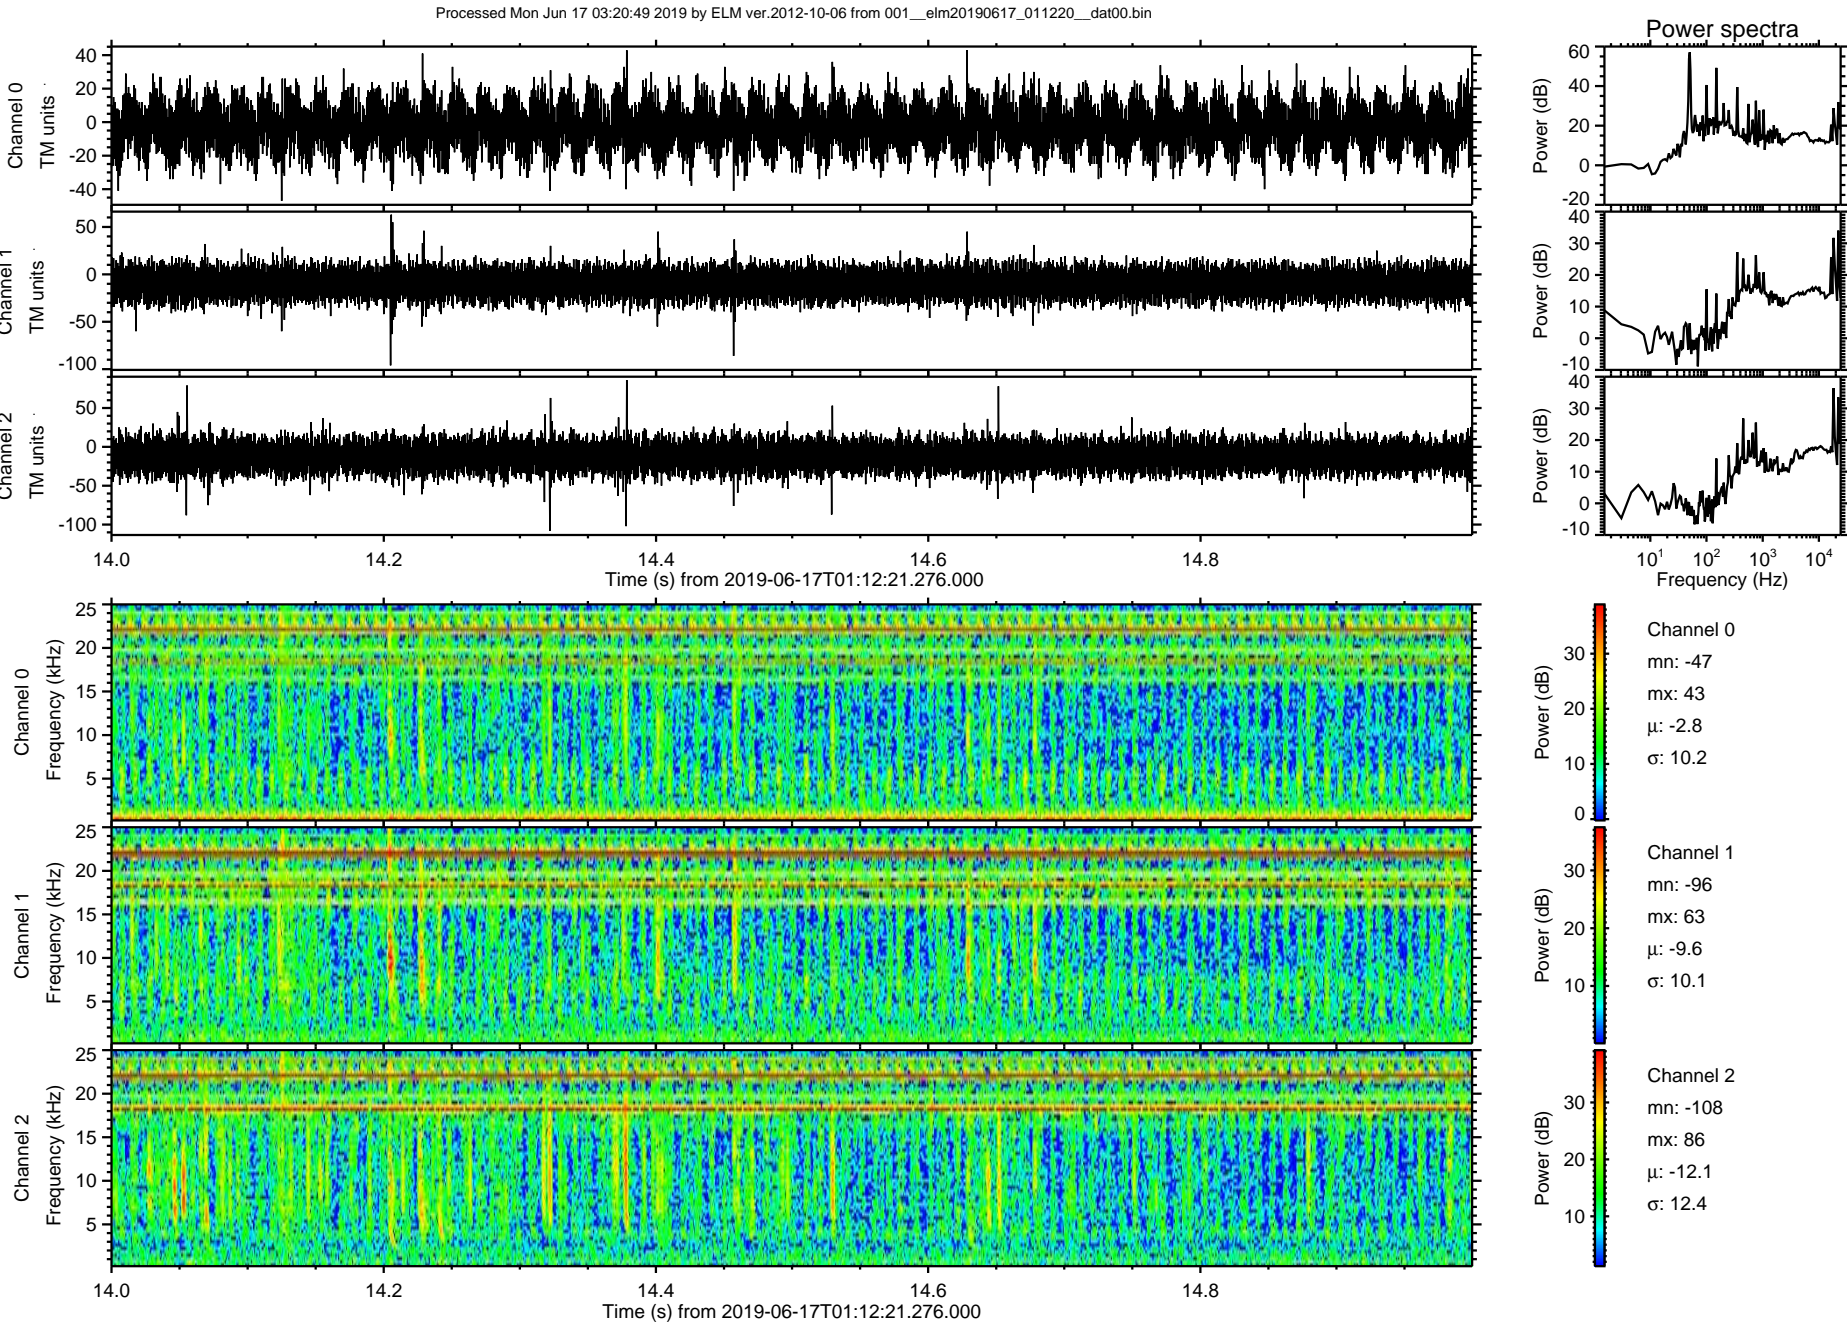 Processed Mon Jun 17 03:20:49 2019 by ELM ver.2012-10-06 from 001__elm20190617_011220__dat00.bin
Power spectra
Channel 0
TM units
40
20
0
-20
-40
Power (dB)
60
40
20
0
-20
Channel 1
TM units
50
0
-50
-100
Power (dB)
40
30
20
10
0
-10
Channel 2
TM units
50
0
-50
-100
Power (dB)
40
30
20
10
0
-10
14.0 14.2 14.4 14.6 14.8
Time (s) from 2019-06-17T01:12:21.276.000
10¹ 10² 10³ 10⁴
Frequency (Hz)
Channel 0
Frequency (kHz)
25
20
15
10
5
Power (dB)
30
20
10
0
Channel 0
mn: -47
mx: 43
μ: -2.8
σ: 10.2
Channel 1
Frequency (kHz)
25
20
15
10
5
Power (dB)
30
20
10
Channel 1
mn: -96
mx: 63
μ: -9.6
σ: 10.1
Channel 2
Frequency (kHz)
25
20
15
10
5
Power (dB)
30
20
10
Channel 2
mn: -108
mx: 86
μ: -12.1
σ: 12.4
14.0 14.2 14.4 14.6 14.8
Time (s) from 2019-06-17T01:12:21.276.000